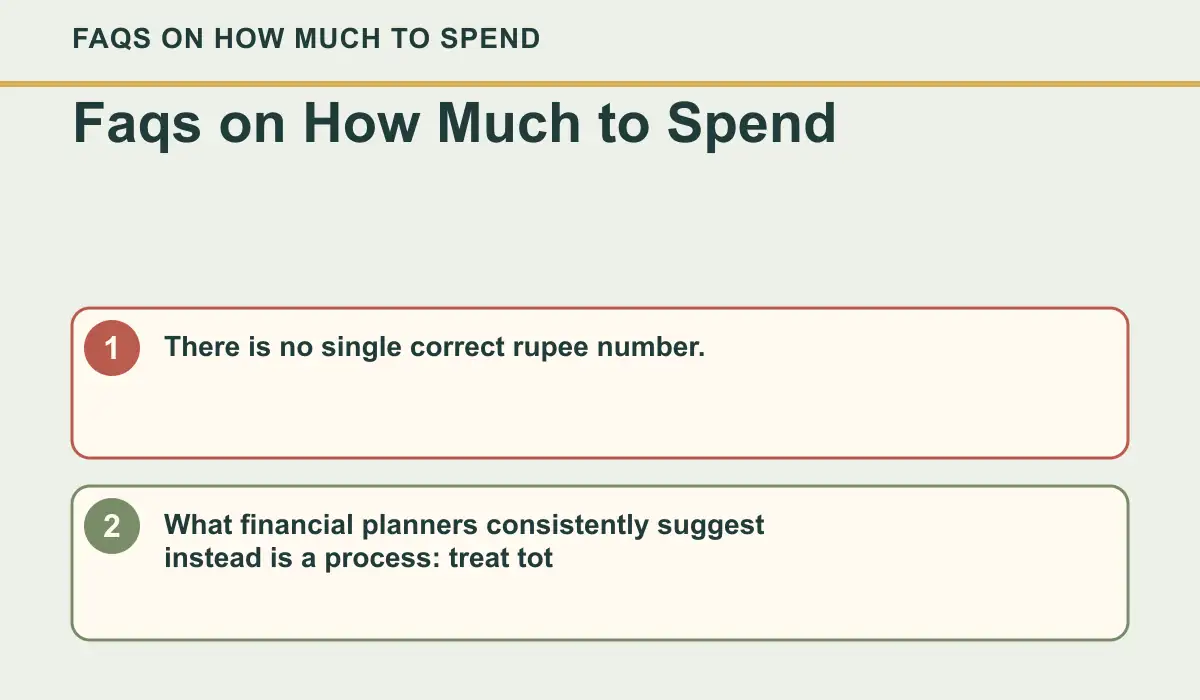 FAQS ON HOW MUCH TO SPEND
Faqs on How Much to Spend
1
There is no single correct rupee number.
2
What financial planners consistently suggest
instead is a process: treat tot